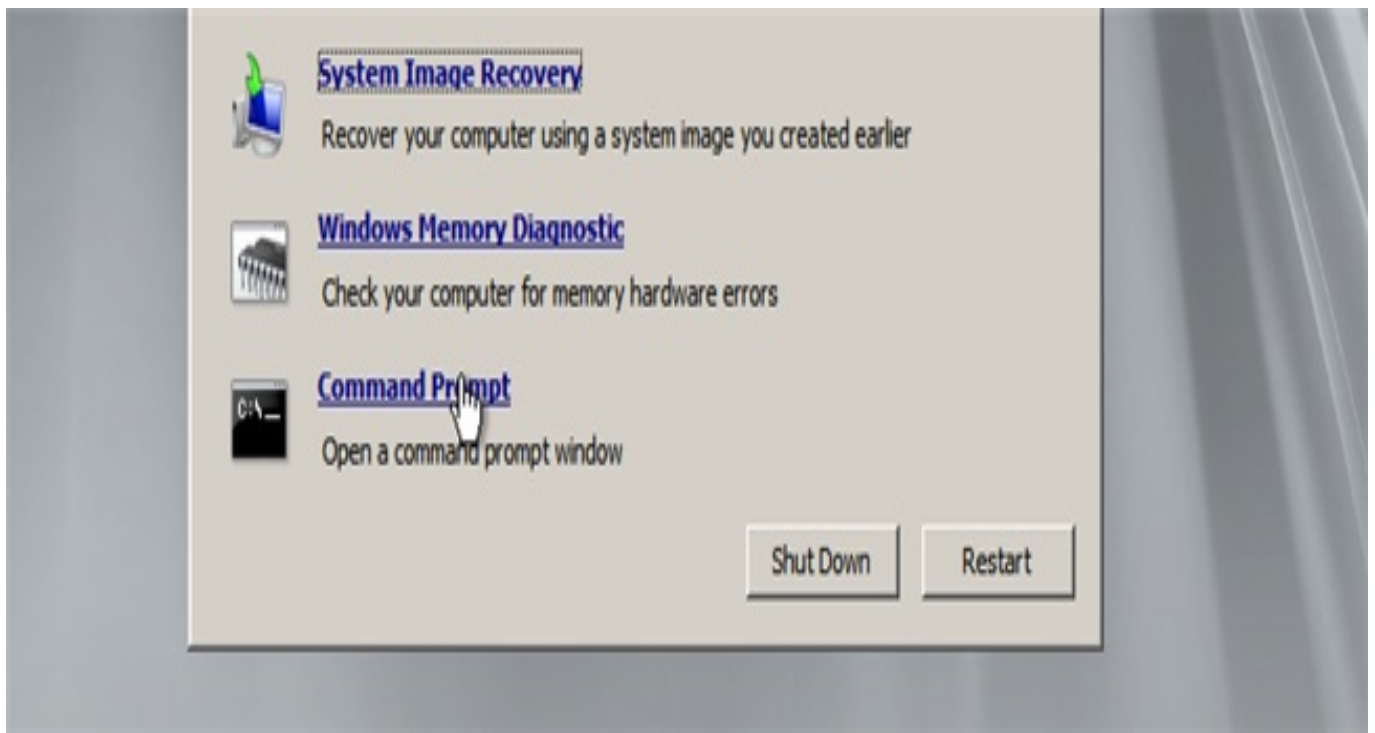 System Image Recovery
Recover your computer using a system image you created earlier
Windows Memory Diagnostic
Check your computer for memory hardware errors
Command Prompt
C:\_
Open a command prompt window
Shut Down
Restart